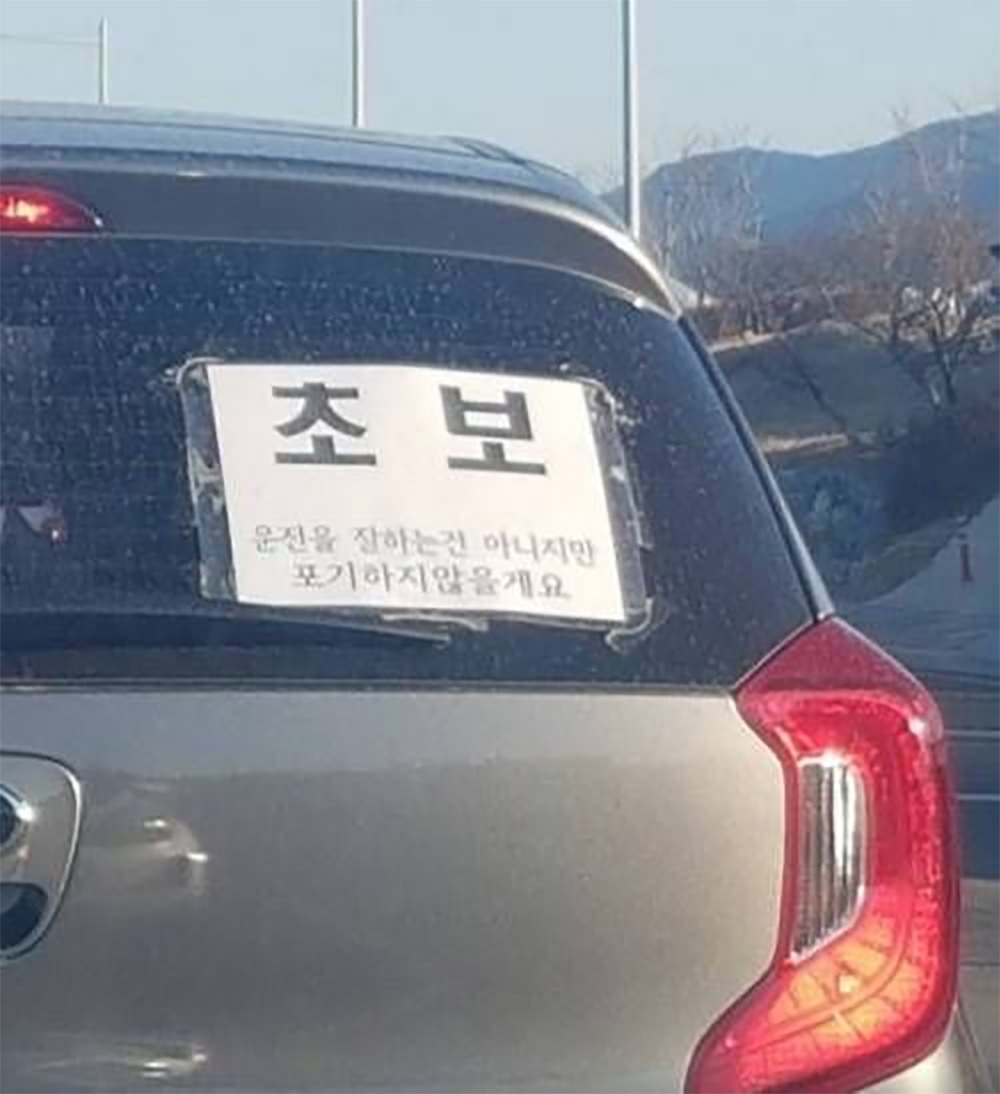 초 보
운전을 잘하는건 아니지만
포기하지않을게요